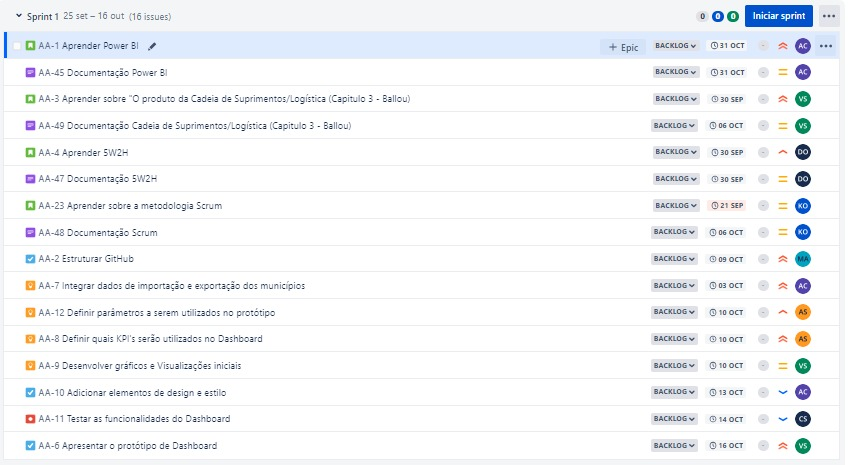 Sprint 1 25 set – 16 out (16 issues) 0 0 0 Iniciar sprint
AA-1 Aprender Power BI + Epic BACKLOG 31 OCT AC
AA-45 Documentação Power BI BACKLOG 31 OCT AC
AA-3 Aprender sobre "O produto da Cadeia de Suprimentos/Logística (Capitulo 3 - Ballou) BACKLOG 30 SEP VS
AA-49 Documentação Cadeia de Suprimentos/Logística (Capitulo 3 - Ballou) BACKLOG 06 OCT VS
AA-4 Aprender 5W2H BACKLOG 30 SEP DO
AA-47 Documentação 5W2H BACKLOG 30 SEP DO
AA-23 Aprender sobre a metodologia Scrum BACKLOG 21 SEP KO
AA-48 Documentação Scrum BACKLOG 06 OCT KO
AA-2 Estruturar GitHub BACKLOG 09 OCT MA
AA-7 Integrar dados de importação e exportação dos municípios BACKLOG 03 OCT AC
AA-12 Definir parâmetros a serem utilizados no protótipo BACKLOG 10 OCT AS
AA-8 Definir quais KPI's serão utilizados no Dashboard BACKLOG 10 OCT AS
AA-9 Desenvolver gráficos e Visualizações iniciais BACKLOG 10 OCT VS
AA-10 Adicionar elementos de design e estilo BACKLOG 13 OCT AC
AA-11 Testar as funcionalidades do Dashboard BACKLOG 14 OCT CS
AA-6 Apresentar o protótipo de Dashboard BACKLOG 16 OCT VS